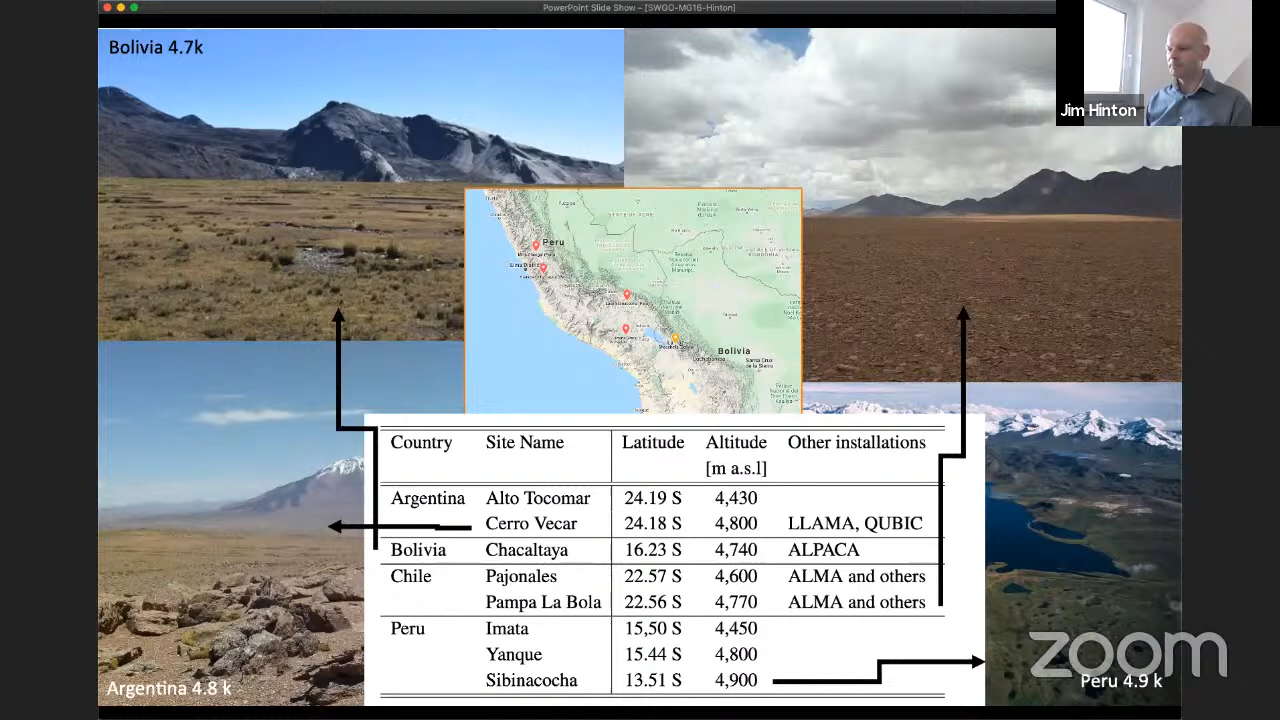 PowerPoint Slide Show - [SWGO-MG16-Hinton]
Bolivia 4.7k
Jim Hinton
Peru
Bolivia
Country Site Name Latitude Altitude Other installations
[m a.s.l]
Argentina Alto Tocomar 24.19 S 4,430
Cerro Vecar 24.18 S 4,800 LLAMA, QUBIC
Bolivia Chacaltaya 16.23 S 4,740 ALPACA
Chile Pajonales 22.57 S 4,600 ALMA and others
Pampa La Bola 22.56 S 4,770 ALMA and others
Peru Imata 15,50 S 4,450
Yanque 15.44 S 4,800
Sibinacocha 13.51 S 4,900
Argentina 4.8 k
zoom
Peru 4.9 k